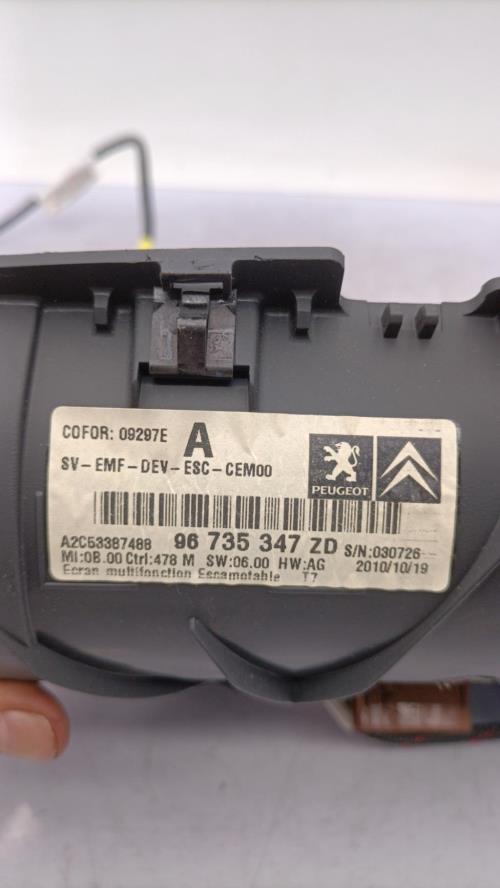 COFOR: 09297E A
SV-EMF-DEV-ESC-CEM00
PEUGEOT
A2C53387488 96 735 347 ZD S/N:030726
MI:0B.00 Ctrl:478 M SW:06.00 HW:AG 2010/10/19
Ecran multifonction Escamotable T7